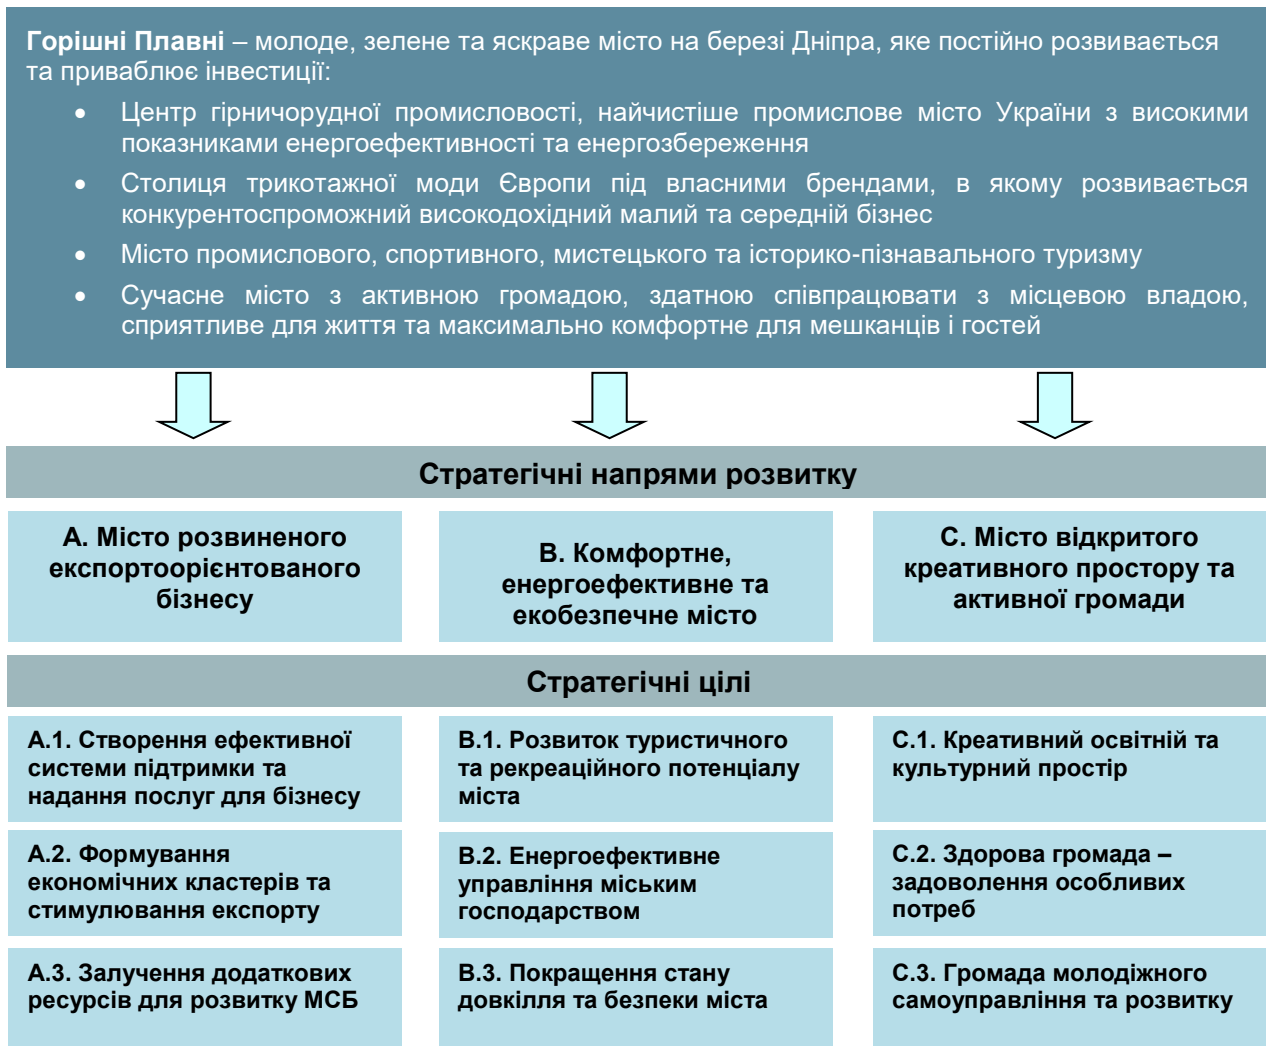 Горішні Плавні – молоде, зелене та яскраве місто на березі Дніпра, яке постійно розвивається
та приваблює інвестиції:
• Центр гірничорудної промисловості, найчистіше промислове місто України з високими
показниками енергоефективності та енергозбереження
• Столиця трикотажної моди Європи під власними брендами, в якому розвивається
конкурентоспроможний високодохідний малий та середній бізнес
• Місто промислового, спортивного, мистецького та історико-пізнавального туризму
• Сучасне місто з активною громадою, здатною співпрацювати з місцевою владою,
сприятливе для життя та максимально комфортне для мешканців і гостей
Стратегічні напрями розвитку
А. Місто розвиненого
експортоорієнтованого
бізнесу
В. Комфортне,
енергоефективне та
екобезпечне місто
С. Місто відкритого
креативного простору та
активної громади
Стратегічні цілі
А.1. Створення ефективної
системи підтримки та
надання послуг для бізнесу
В.1. Розвиток туристичного
та рекреаційного потенціалу
міста
С.1. Креативний освітній та
культурний простір
А.2. Формування
економічних кластерів та
стимулювання експорту
В.2. Енергоефективне
управління міським
господарством
С.2. Здорова громада –
задоволення особливих
потреб
А.3. Залучення додаткових
ресурсів для розвитку МСБ
В.3. Покращення стану
довкілля та безпеки міста
С.3. Громада молодіжного
самоуправління та розвитку